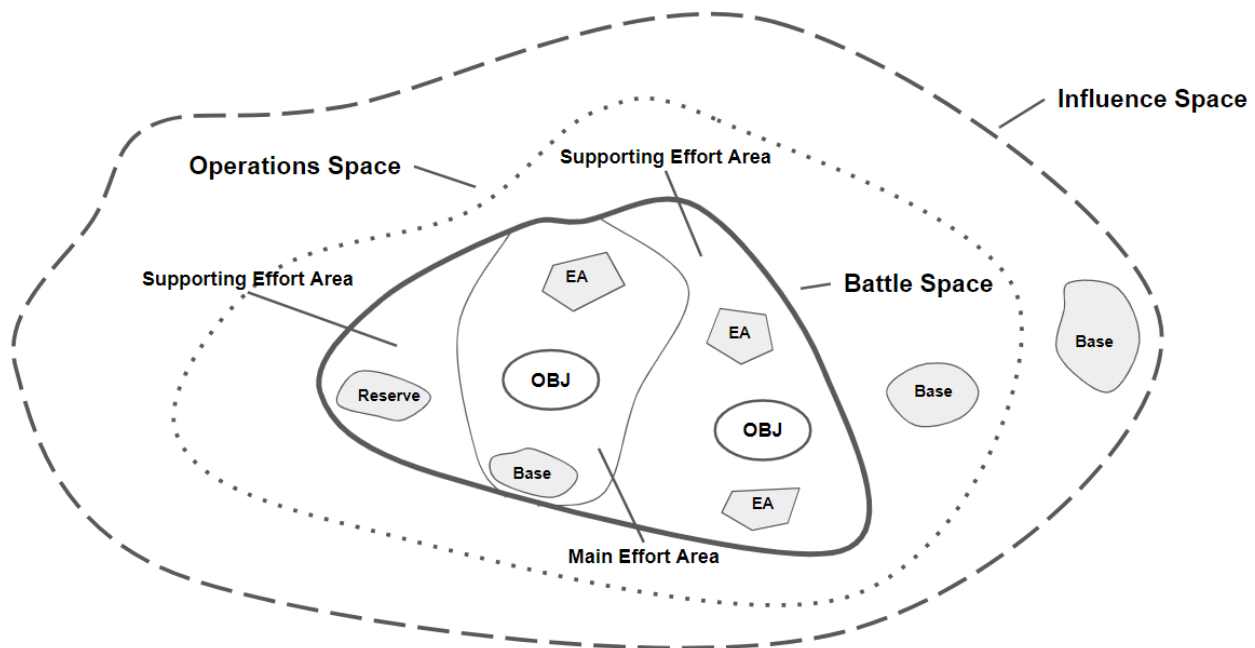 Influence Space
Supporting Effort Area
Operations Space
Supporting Effort Area
EA
Battle Space
EA
Base
OBJ
Base
Reserve
OBJ
Base
EA
Main Effort Area